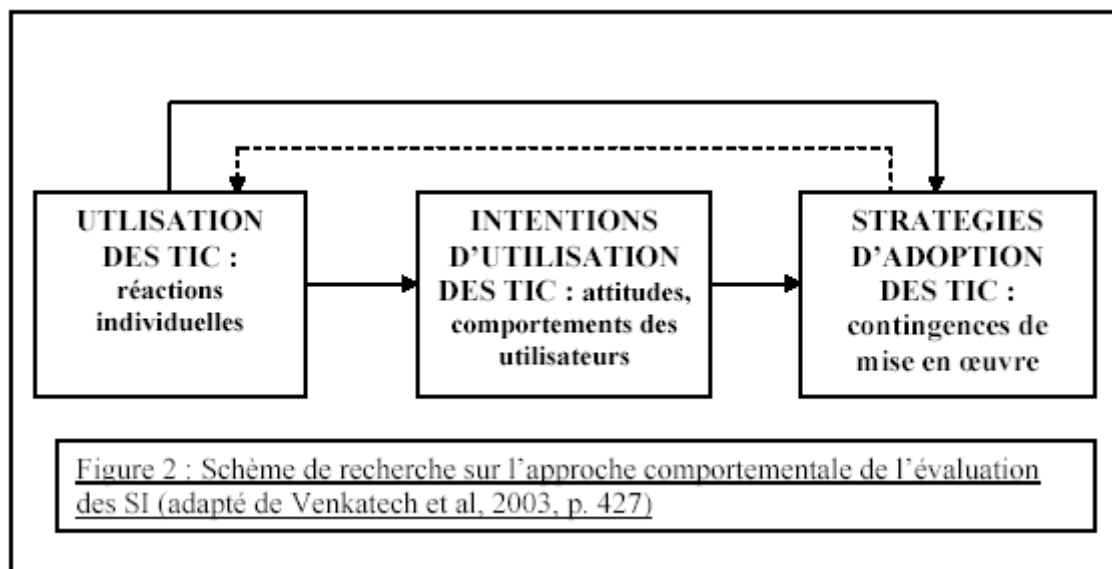 UTLISATION
DES TIC :
réactions
individuelles
INTENTIONS
D’UTILISATION
DES TIC : attitudes,
comportements des
utilisateurs
STRATEGIES
D’ADOPTION
DES TIC :
contingences de
mise en œuvre
Figure 2 : Schème de recherche sur l’approche comportementale de l’évaluation
des SI (adapté de Venkatech et al, 2003, p. 427)